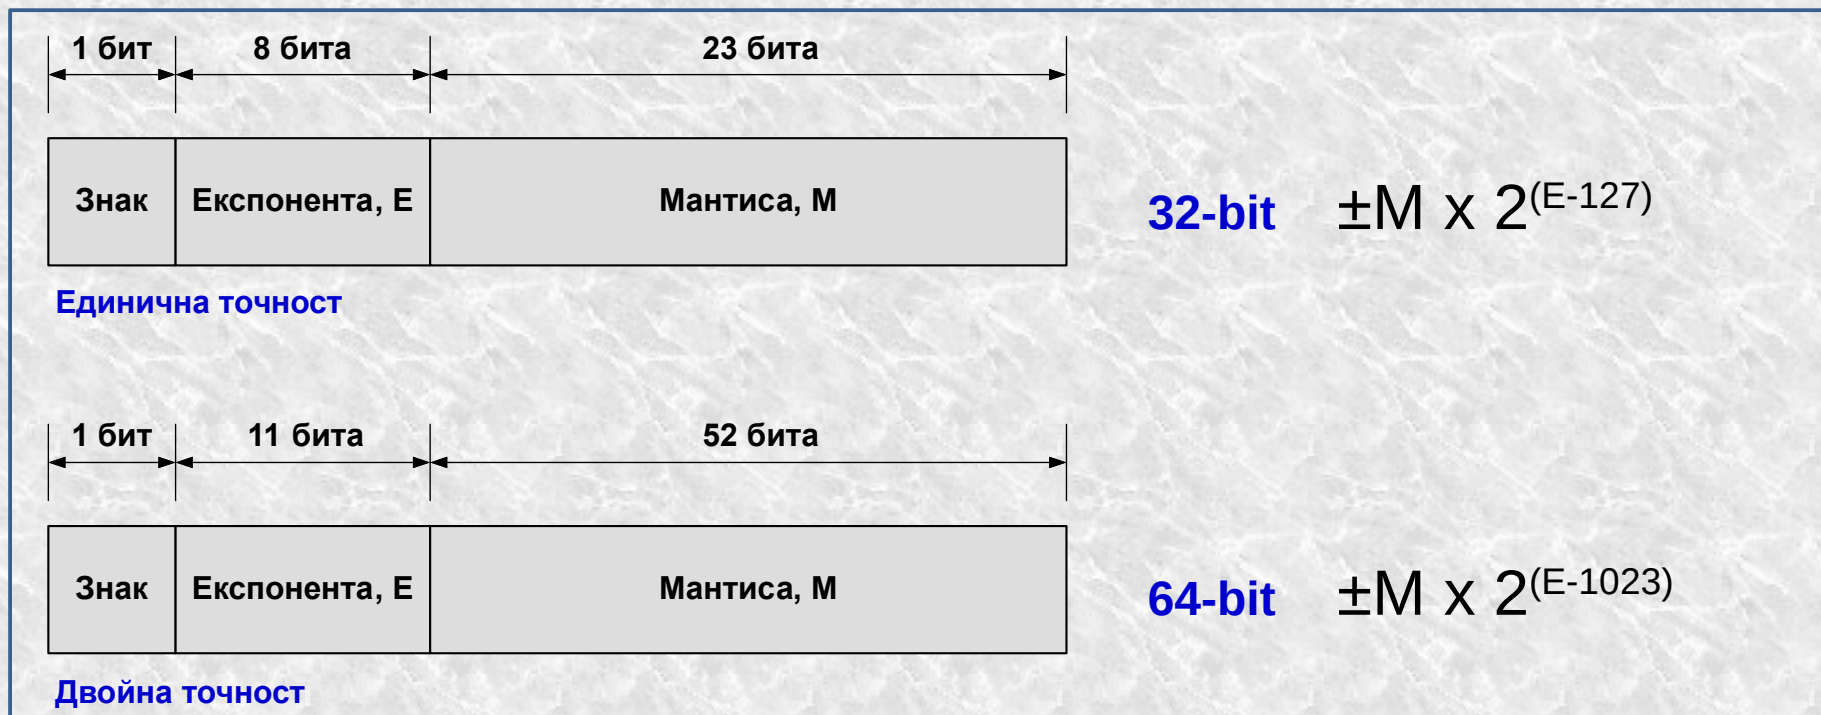 1 бит 8 бита 23 бита
Знак Експонента, Е Мантиса, М
32-bit ±M x 2(E-127)
Единична точност
1 бит 11 бита 52 бита
Знак Експонента, Е Мантиса, М
64-bit ±M x 2(E-1023)
Двойна точност